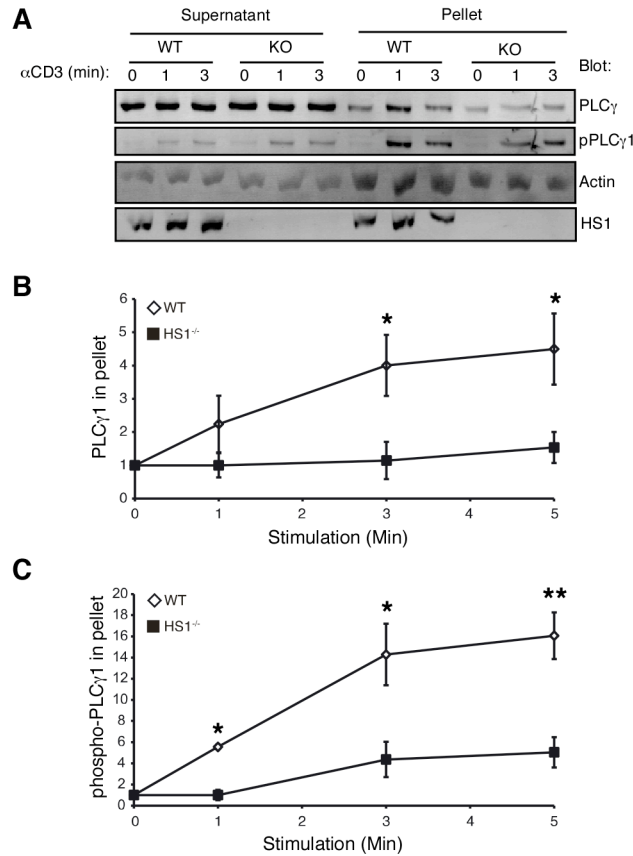 A
Supernatant Pellet
WT KO WT KO
αCD3 (min): 0 1 3 0 1 3 0 1 3 0 1 3 Blot:
PLCγ
pPLCγ1
Actin
HS1
B
6
5
4
3
2
1
0
WT
HS1-/-
* *
PLCγ1 in pellet
0 1 2 3 4 5
Stimulation (Min)
C
20
18
16
14
12
10
8
6
4
2
0
WT
HS1-/-
* * **
phospho-PLCγ1 in pellet
0 1 2 3 4 5
Stimulation (Min)